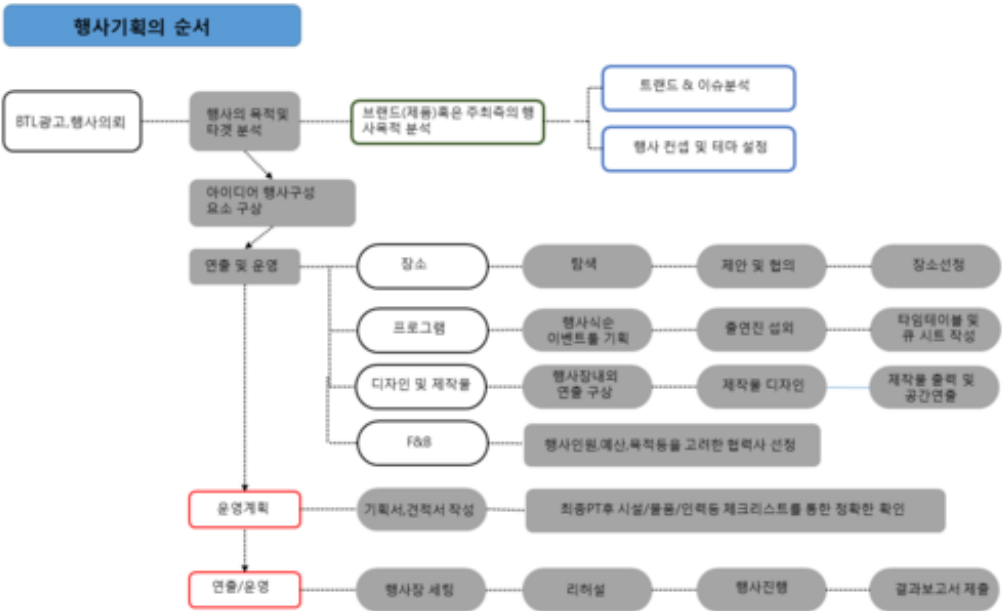 행사기획의 순서
BTL광고,행사의뢰
행사의 목적및
타겟 분석
브랜드(제품)혹은 주최측의 행
사목적 분석
트랜드 & 이슈분석
행사 컨셉 및 테마 설정
아이디어 행사구성
요소 구상
연출 및 운영
장소
탐색
제안 및 협의
장소선정
프로그램
행사식순
이벤트툴 기획
출연진 섭외
타임테이블 및
큐 시트 작성
디자인 및 제작물
행사장내외
연출 구상
제작물 디자인
제작물 출력 및
공간연출
F&B
행사인원,예산,목적등을 고려한 협력사 선정
운영계획
기획서,견적서 작성
최종PT후 시설/물품/인력등 체크리스트를 통한 정확한 확인
연출/운영
행사장 세팅
리허설
행사진행
결과보고서 제출